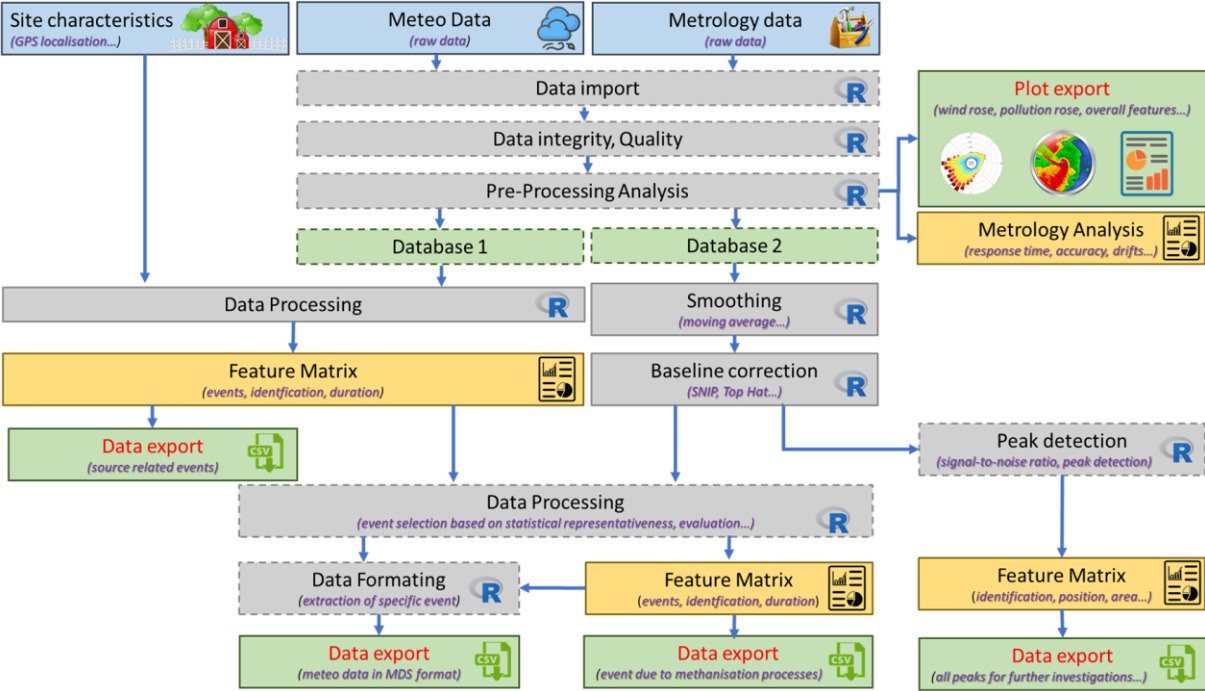 Site characteristics
(GPS localisation...)
Meteo Data
(raw data)
Metrology data
(raw data)
Data import
R
Plot export
(wind rose, pollution rose, overall features...)
Data integrity, Quality
R
Pre-Processing Analysis
R
Metrology Analysis
(response time, accuracy, drifts...)
Database 1
Database 2
Data Processing
R
Smoothing
(moving average...)
R
Feature Matrix
(events, identfication, duration)
Baseline correction
(SNIP, Top Hat...)
R
Data export
(source related events)
CSV
Peak detection
(signal-to-noise ratio, peak detection)
R
Data Processing
(event selection based on statistical representativeness, evaluation...)
R
Data Formating
(extraction of specific event)
R
Feature Matrix
(events, identfication, duration)
Feature Matrix
(identification, position, area...)
Data export
(meteo data in MDS format)
CSV
Data export
(event due to methanisation processes)
CSV
Data export
(all peaks for further investigations...)
CSV